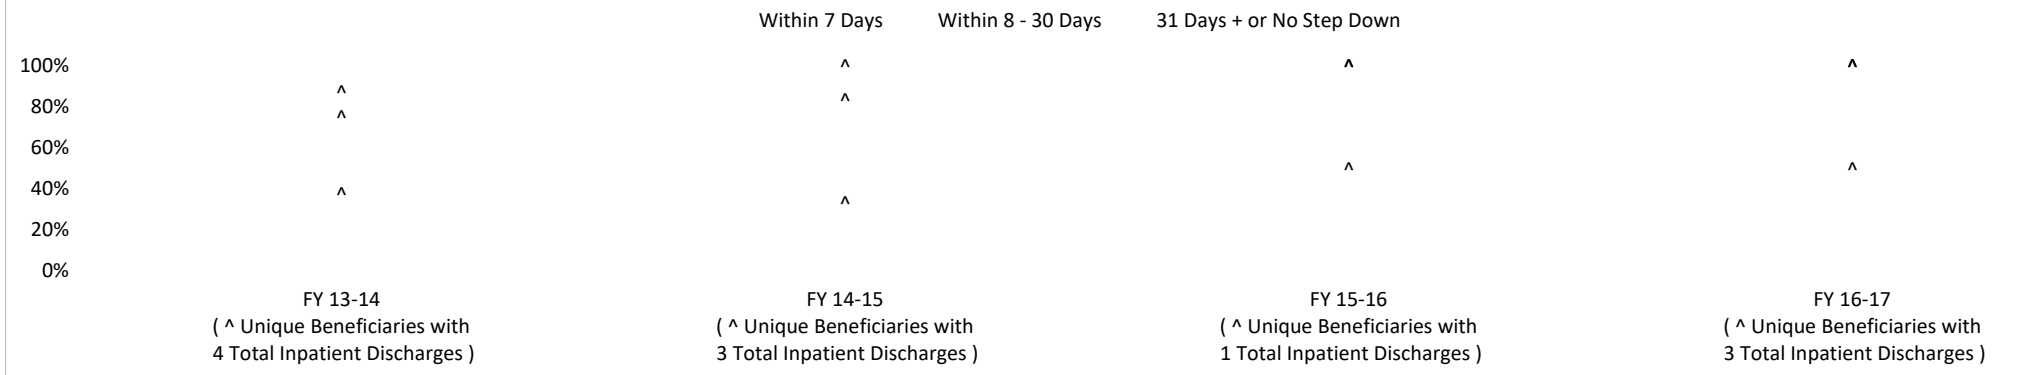 Within 7 Days Within 8 - 30 Days 31 Days + or No Step Down
100% ^ ^ ^
^
80% ^
^
60%
^ ^
40% ^
^
20%
0%
FY 13-14 FY 14-15 FY 15-16 FY 16-17
( ^ Unique Beneficiaries with ( ^ Unique Beneficiaries with ( ^ Unique Beneficiaries with ( ^ Unique Beneficiaries with
4 Total Inpatient Discharges ) 3 Total Inpatient Discharges ) 1 Total Inpatient Discharges ) 3 Total Inpatient Discharges )